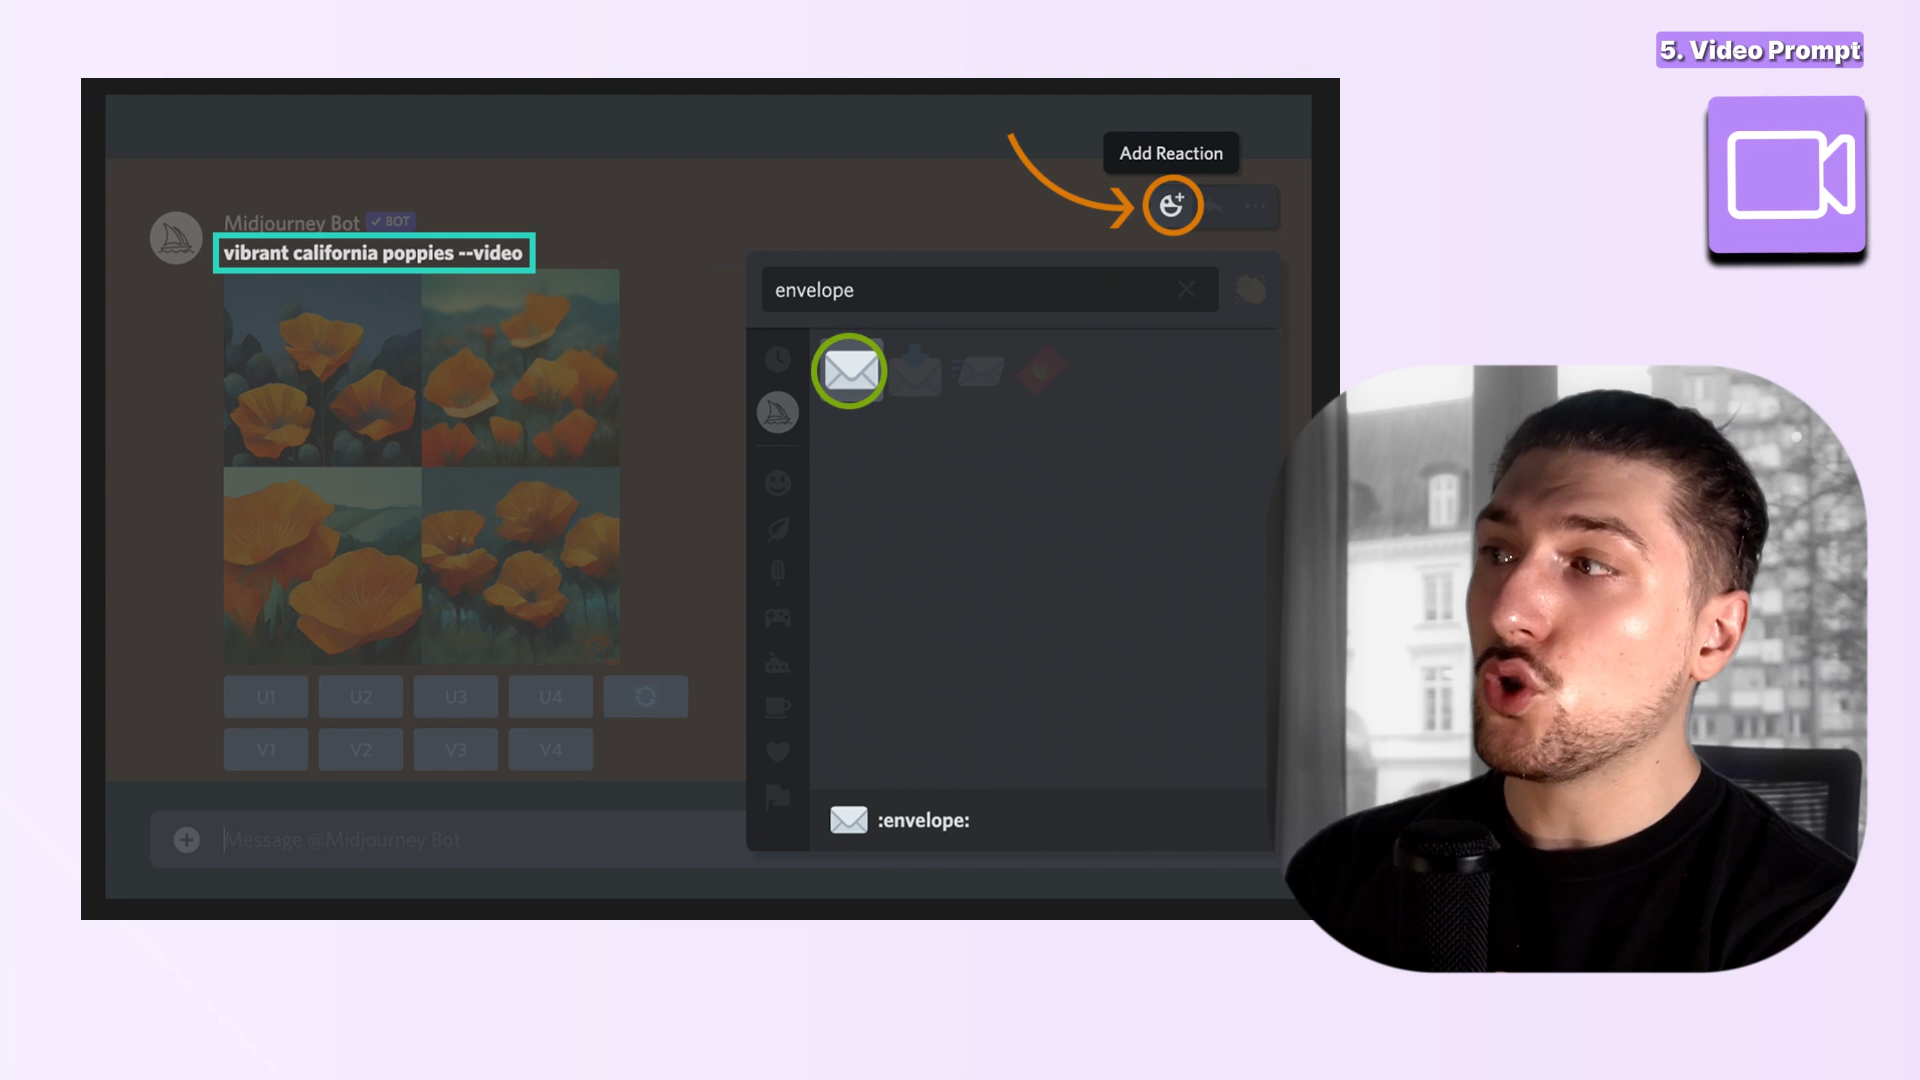 5. Video Prompt
Add Reaction
Midjourney Bot ✓ BOT
vibrant california poppies --video
envelope
U1 U2 U3 U4
V1 V2 V3 V4
:envelope:
Message @Midjourney Bot